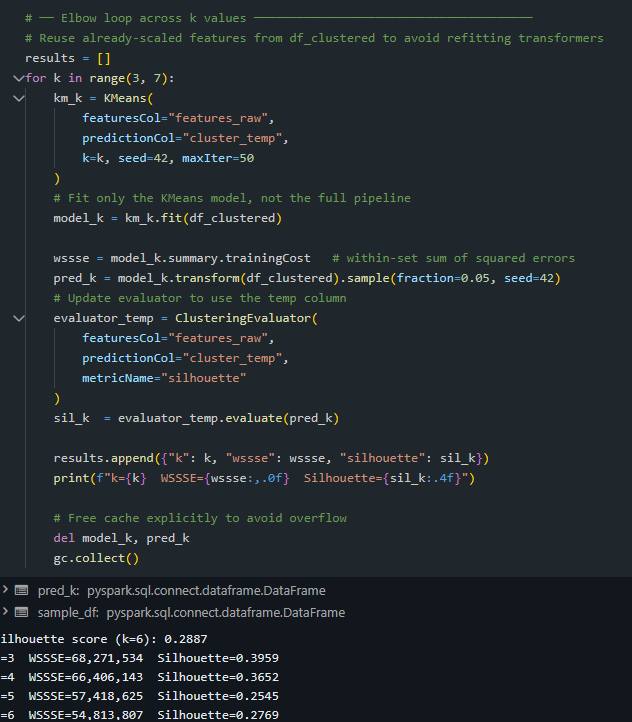 # —— Elbow loop across k values ——————————————————————————————
# Reuse already-scaled features from df_clustered to avoid refitting transformers
results = []
for k in range(3, 7):
    km_k = KMeans(
        featuresCol="features_raw",
        predictionCol="cluster_temp",
        k=k, seed=42, maxIter=50
    )
    # Fit only the KMeans model, not the full pipeline
    model_k = km_k.fit(df_clustered)

    wssse = model_k.summary.trainingCost   # within-set sum of squared errors
    pred_k = model_k.transform(df_clustered).sample(fraction=0.05, seed=42)
    # Update evaluator to use the temp column
    evaluator_temp = ClusteringEvaluator(
        featuresCol="features_raw",
        predictionCol="cluster_temp",
        metricName="silhouette"
    )
    sil_k  = evaluator_temp.evaluate(pred_k)

    results.append({"k": k, "wssse": wssse, "silhouette": sil_k})
    print(f"k={k}  WSSSE={wssse:,.0f}  Silhouette={sil_k:.4f}")

    # Free cache explicitly to avoid overflow
    del model_k, pred_k
    gc.collect()
pred_k: pyspark.sql.connect.dataframe.DataFrame
sample_df: pyspark.sql.connect.dataframe.DataFrame
ilhouette score (k=6): 0.2887
=3  WSSSE=68,271,534  Silhouette=0.3959
=4  WSSSE=66,406,143  Silhouette=0.3652
=5  WSSSE=57,418,625  Silhouette=0.2545
=6  WSSSE=54,813,807  Silhouette=0.2769